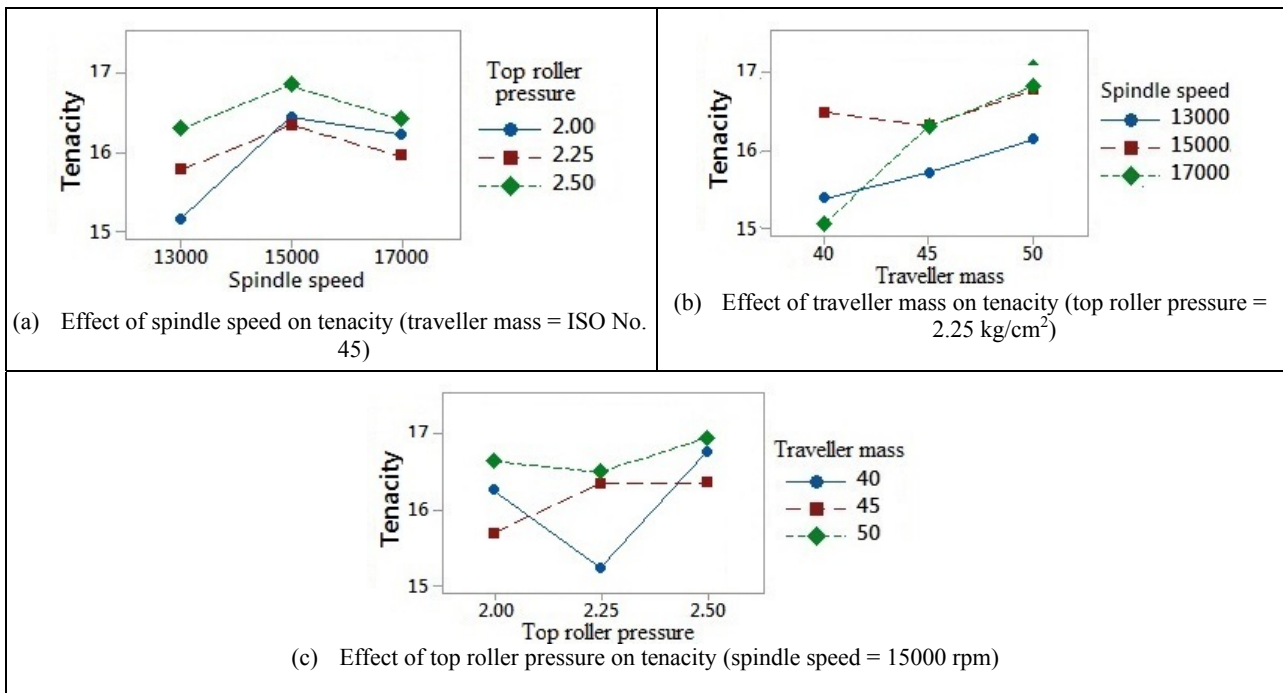 17
16
15
Tenacity
13000 15000 17000
Spindle speed
Top roller
pressure
2.00
2.25
2.50
(a) Effect of spindle speed on tenacity (traveller mass = ISO No.
45)
17
16
15
Tenacity
40 45 50
Traveller mass
Spindle speed
13000
15000
17000
(b) Effect of traveller mass on tenacity (top roller pressure =
2.25 kg/cm²)
17
16
15
Tenacity
2.00 2.25 2.50
Top roller pressure
Traveller mass
40
45
50
(c) Effect of top roller pressure on tenacity (spindle speed = 15000 rpm)